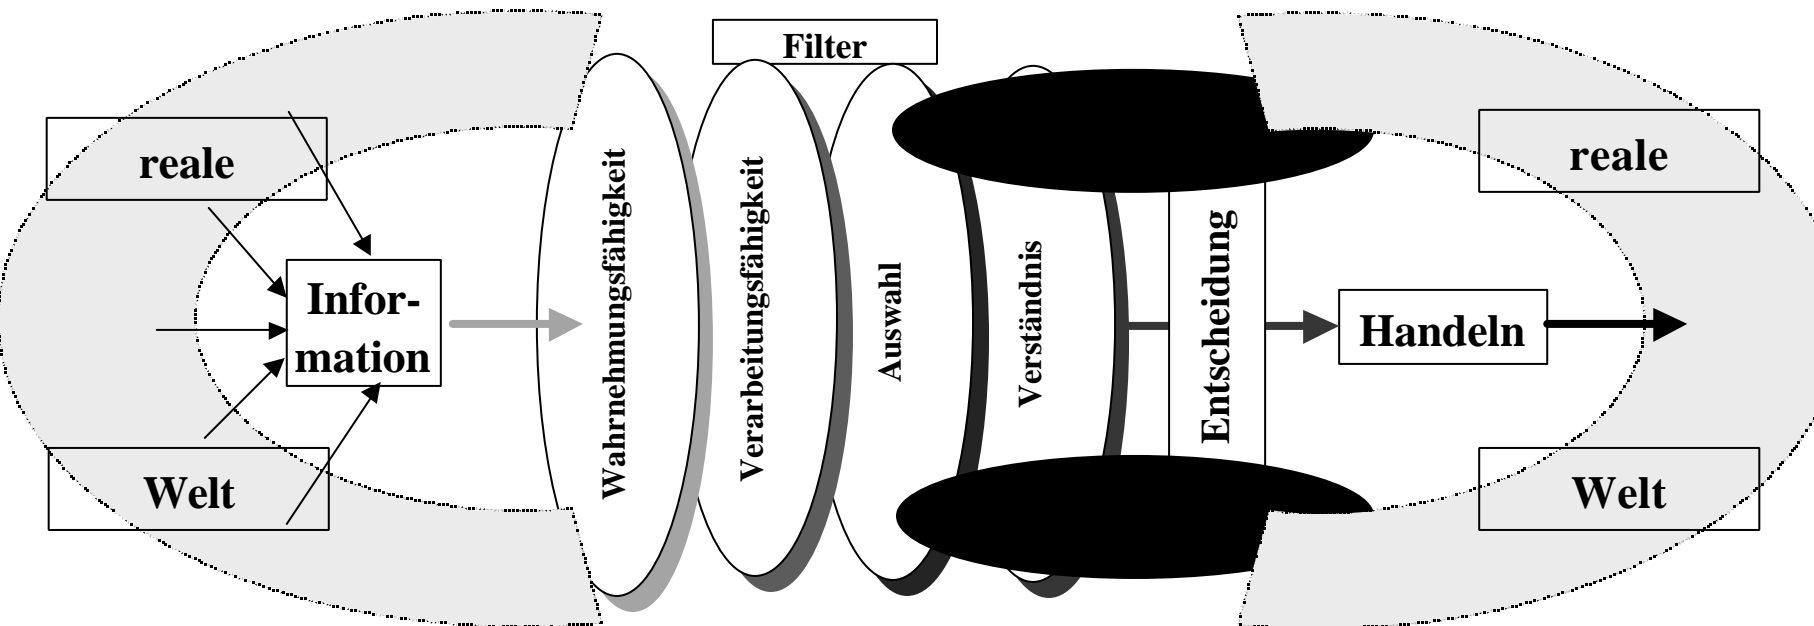 Filter
reale
Welt
Infor-
mation
Wahrnehmungsfähigkeit
Verarbeitungsfähigkeit
Auswahl
Verständnis
Entscheidung
Handeln
reale
Welt